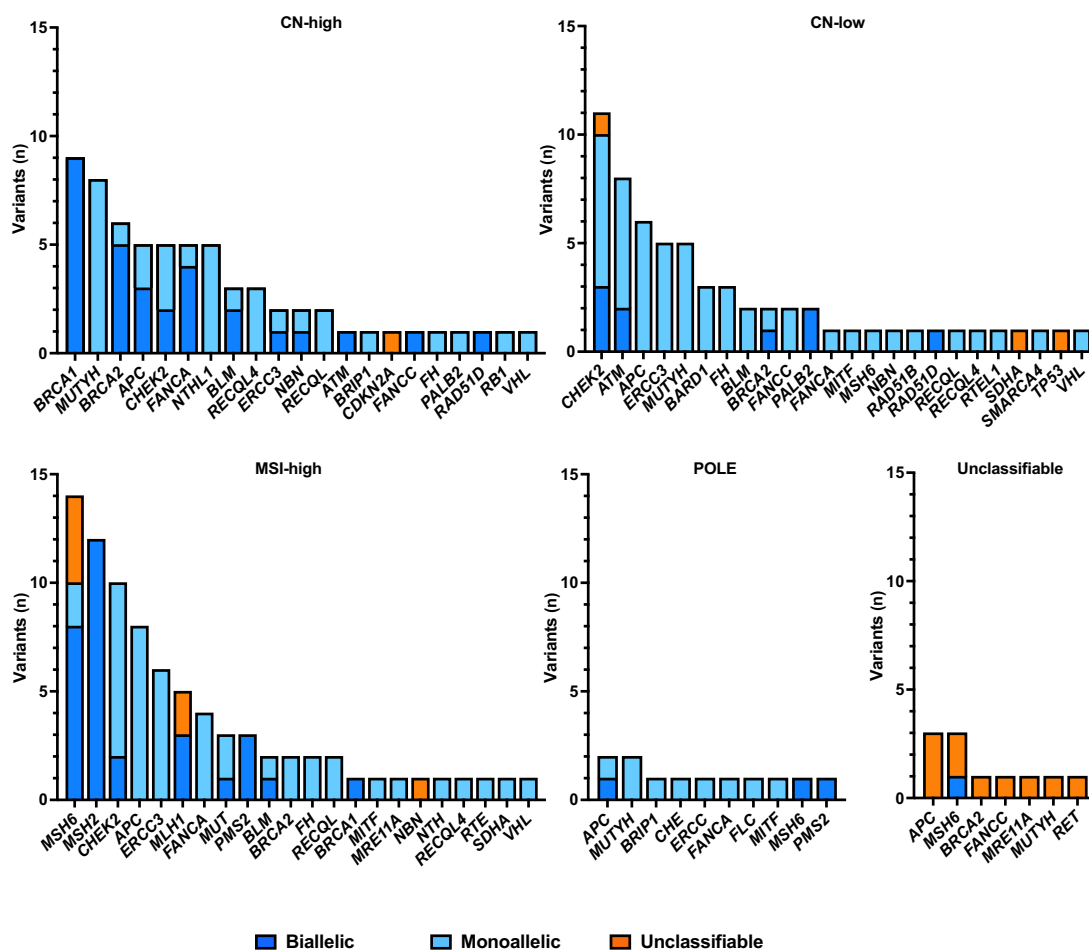 CN-high
15
10
5
0
Variants (n)
BRCA1
MUTYH
BRCA2
APC
CHEK2
FANCA
NTHL1
BLM
RECQL4
ERCC3
NBN
RECQL
ATM
BRIP1
CDKN2A
FANCC
FH
PALB2
RAD51D
RB1
VHL
CN-low
15
10
5
0
Variants (n)
CHEK2
ATM
APC
ERCC3
MUTYH
BARD1
FH
BLM
BRCA2
FANCC
PALB2
FANCA
MITF
MSH6
NBN
RAD51B
RAD51D
RECQL
RECQL4
RTEL1
SDHA
SMARCA4
TP53
VHL
MSI-high
15
10
5
0
Variants (n)
MSH6
MSH2
CHEK2
APC
ERCC3
MLH1
FANCA
MUT
PMS2
BLM
BRCA2
FH
RECQL
BRCA1
MITF
MRE11A
NBN
NTH
RECQL4
RTE
SDHA
VHL
POLE
15
10
5
0
Variants (n)
APC
MUTYH
BRIP1
CHE
ERCC
FANCA
FLC
MITF
MSH6
PMS2
Unclassifiable
15
10
5
0
Variants (n)
APC
MSH6
BRCA2
FANCC
MRE11A
MUTYH
RET
Biallelic
Monoallelic
Unclassifiable